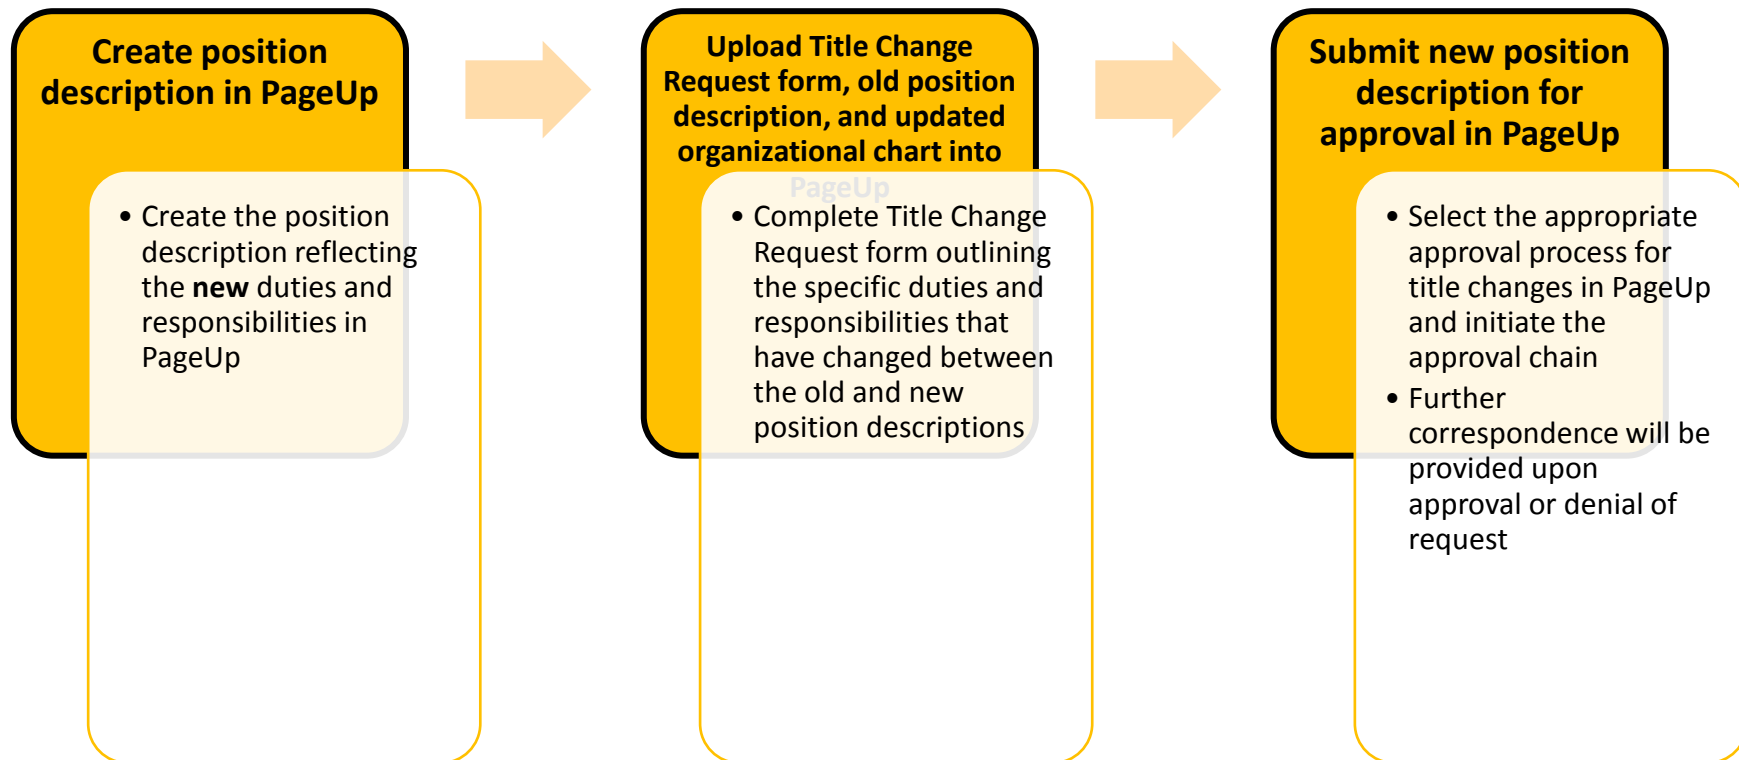 Create position
description in PageUp
• Create the position
description reflecting
the new duties and
responsibilities in
PageUp
Upload Title Change
Request form, old position
description, and updated
organizational chart into
PageUp
• Complete Title Change
Request form outlining
the specific duties and
responsibilities that
have changed between
the old and new
position descriptions
Submit new position
description for
approval in PageUp
• Select the appropriate
approval process for
title changes in PageUp
and initiate the
approval chain
• Further
correspondence will be
provided upon
approval or denial of
request